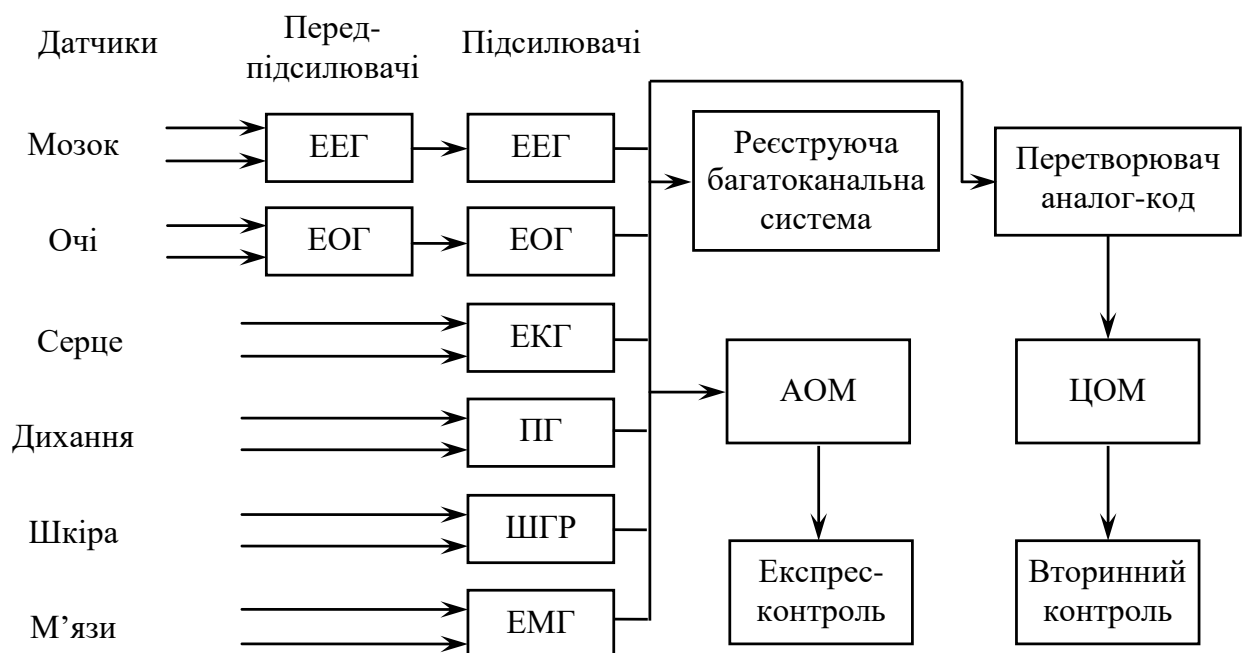 Датчики
Перед-
підсилювачі
Підсилювачі
Мозок
ЕЕГ
ЕЕГ
Реєструюча
багатоканальна
система
Перетворювач
аналог-код
Очі
ЕОГ
ЕОГ
Серце
ЕКГ
АОМ
ЦОМ
Дихання
ПГ
Шкіра
ШГР
Експрес-
контроль
Вторинний
контроль
М’язи
ЕМГ